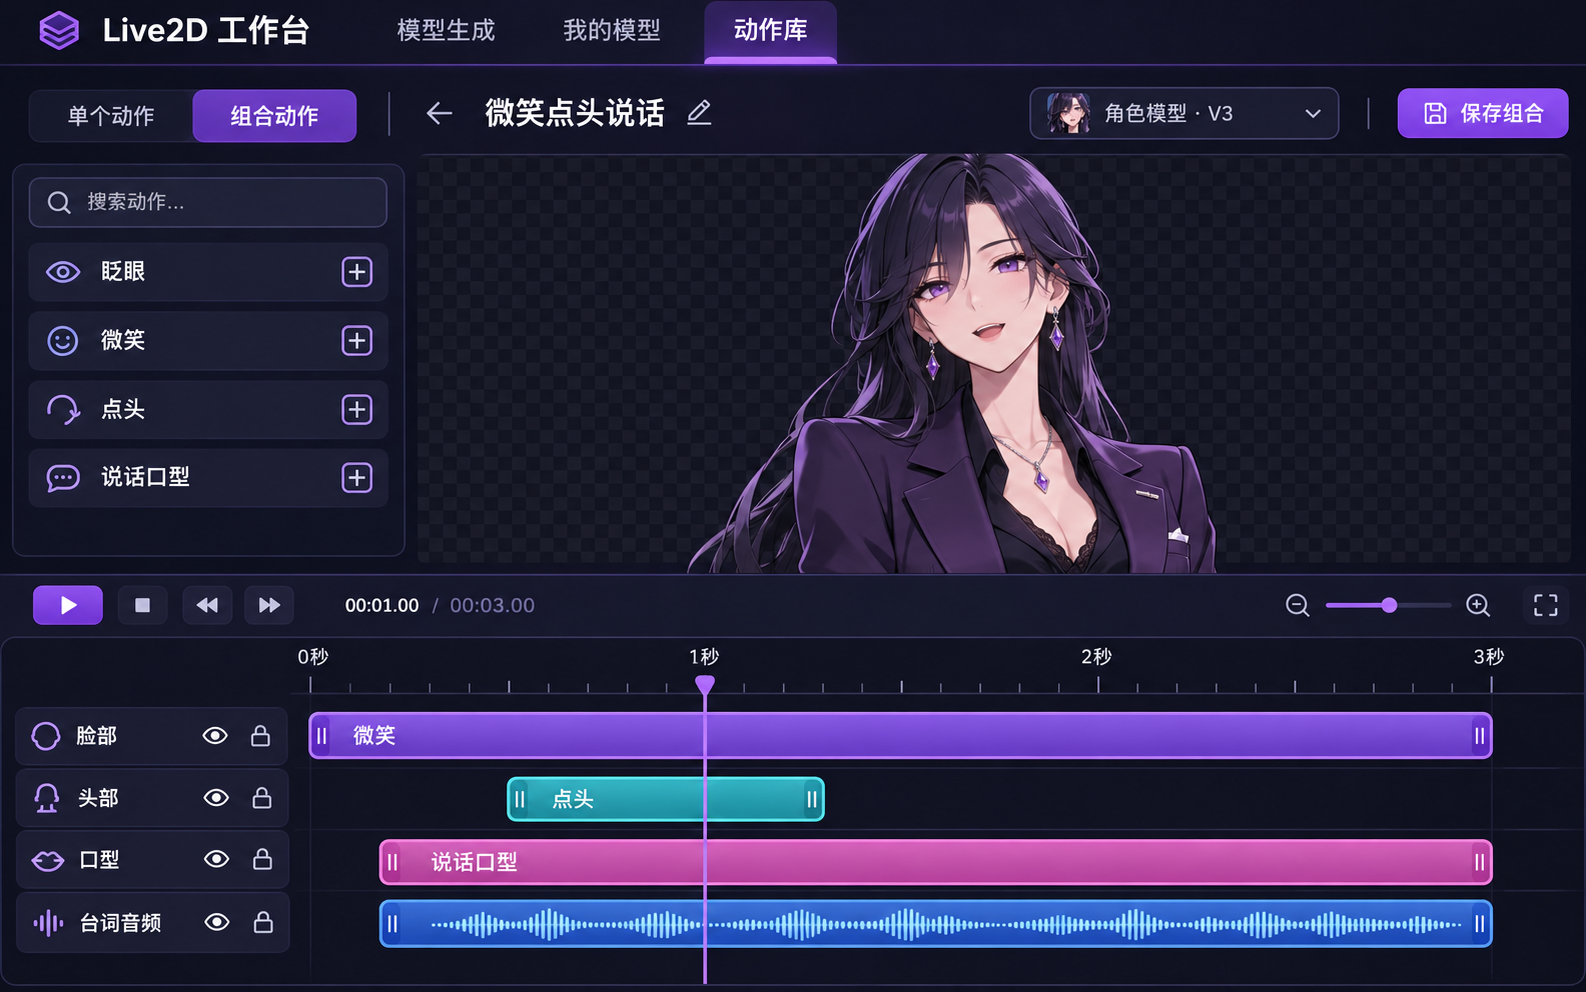 Live2D 工作台
模型生成
我的模型
动作库
单个动作
组合动作
微笑点头说话
角色模型 · V3
保存组合
搜索动作...
眨眼
微笑
点头
说话口型
00:01.00 / 00:03.00
0秒
1秒
2秒
3秒
脸部
微笑
头部
点头
口型
说话口型
台词音频